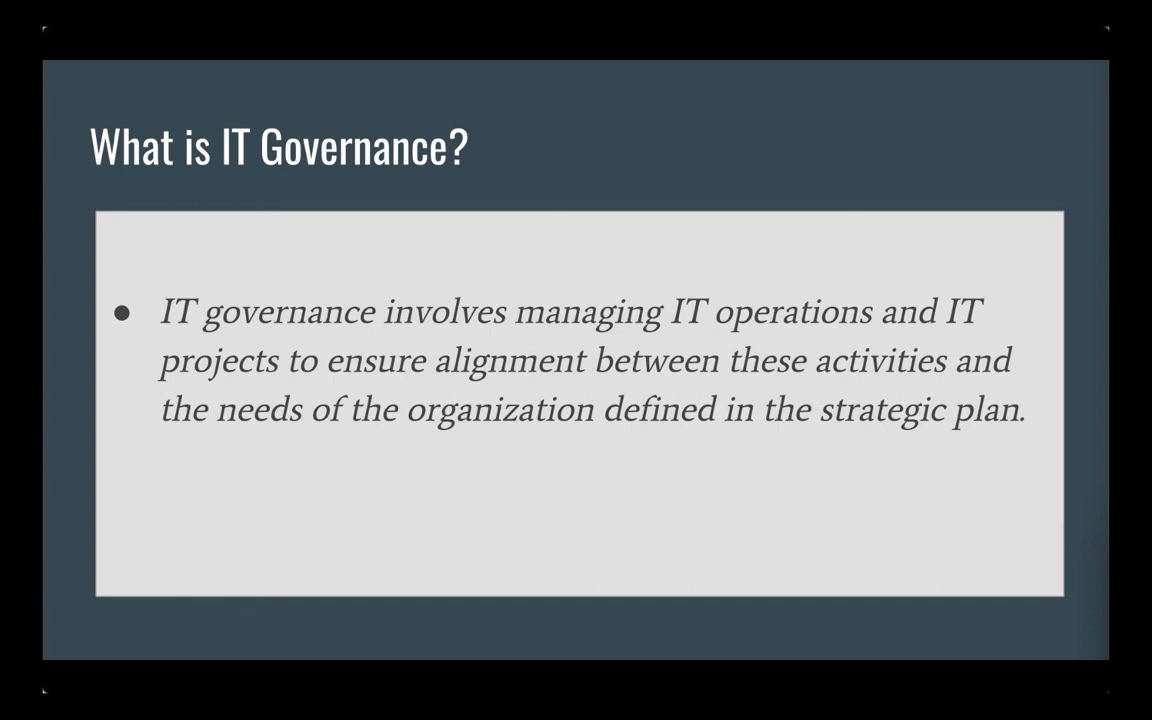 What is IT Governance?
● IT governance involves managing IT operations and IT
projects to ensure alignment between these activities and
the needs of the organization defined in the strategic plan.